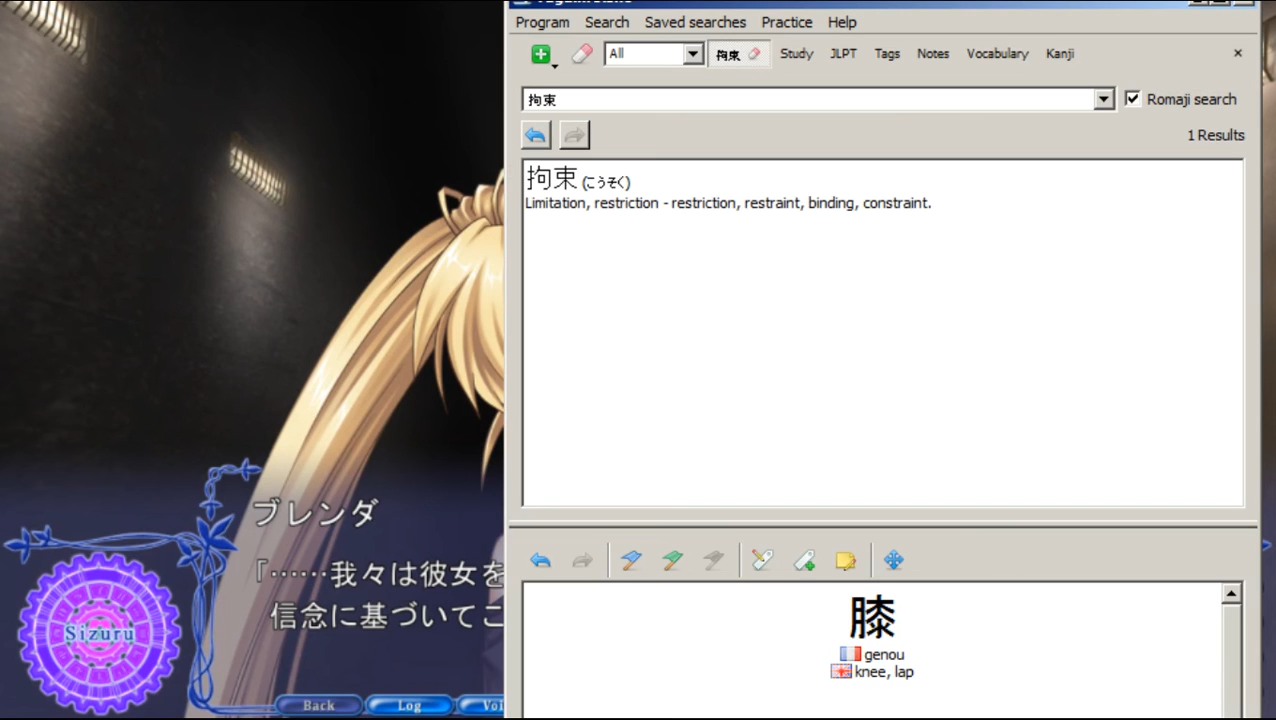 Program Search Saved searches Practice Help
All 拘束 Study JLPT Tags Notes Vocabulary Kanji
拘束 Romaji search
1 Results
拘束 (こうそく)
Limitation, restriction - restriction, restraint, binding, constraint.
ブレンダ
「……我々は彼女を
信念に基づいてこ
Sizuru
Back Log
膝
genou
knee, lap